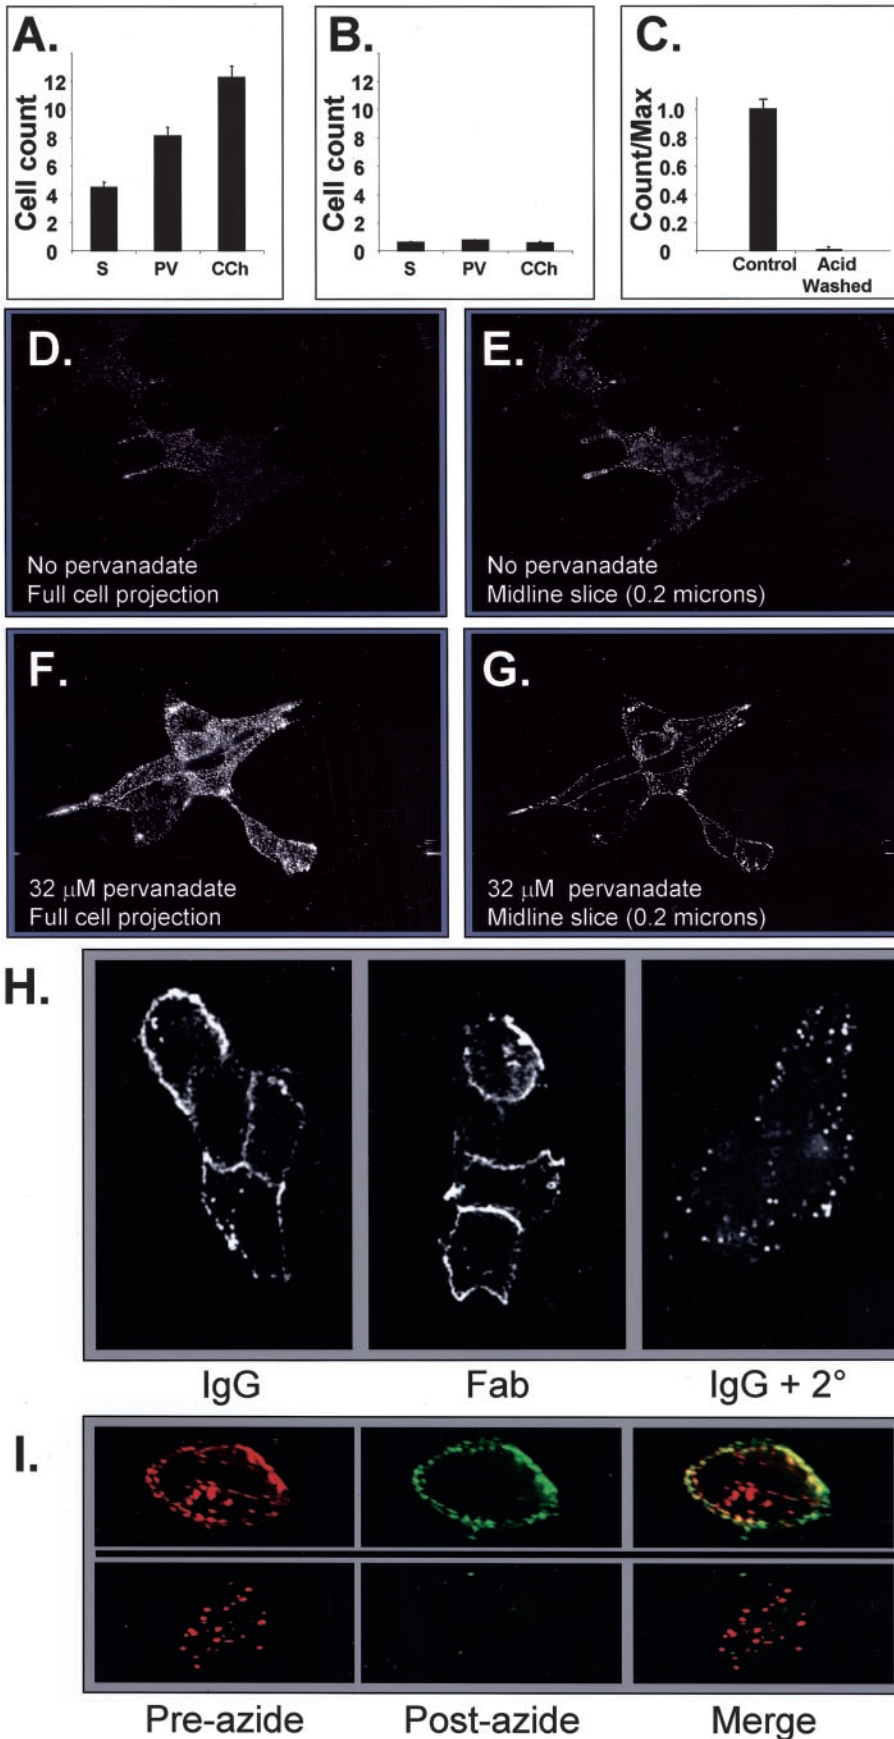 A.
Cell count
12
10
8
6
4
2
0
S PV CCh
B.
Cell count
12
10
8
6
4
2
0
S PV CCh
C.
Count/Max
1.0
0.8
0.6
0.4
0.2
0
Control Acid
Washed
D.
No pervanadate
Full cell projection
E.
No pervanadate
Midline slice (0.2 microns)
F.
32 μM pervanadate
Full cell projection
G.
32 μM pervanadate
Midline slice (0.2 microns)
H.
IgG Fab IgG + 2°
I.
Pre-azide Post-azide Merge